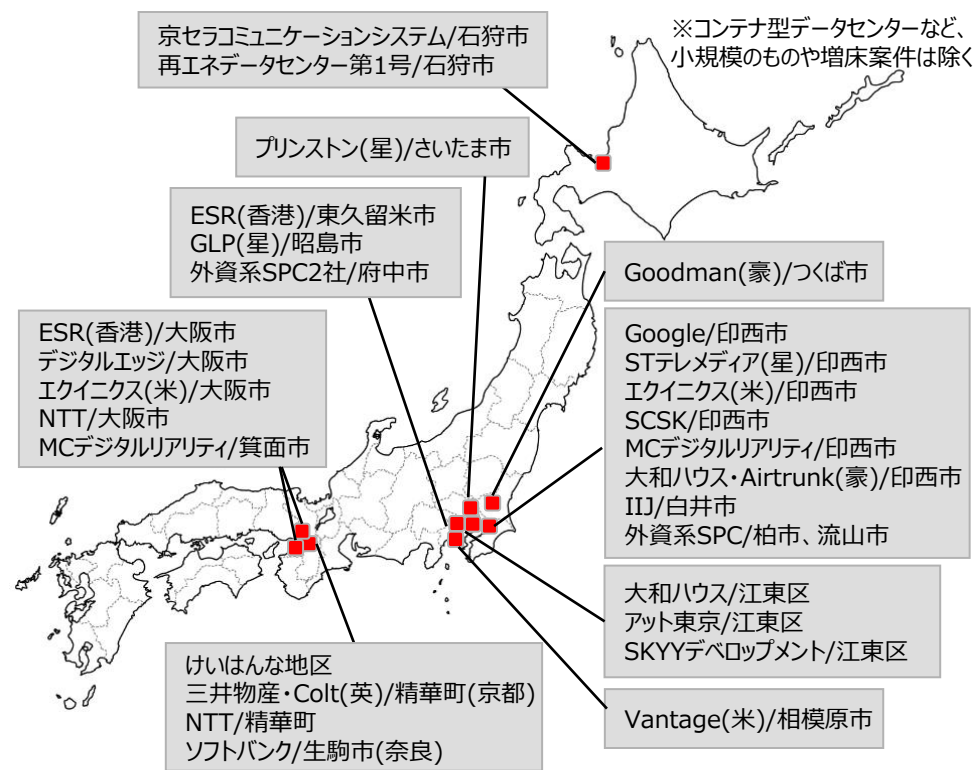 京セラコミュニケーションシステム/石狩市
再エネデータセンター第1号/石狩市
※コンテナ型データセンターなど、
小規模のものや増床案件は除く
プリンストン(星)/さいたま市
ESR(香港)/東久留米市
GLP(星)/昭島市
外資系SPC2社/府中市
Goodman(豪)/つくば市
ESR(香港)/大阪市
デジタルエッジ/大阪市
エクイニクス(米)/大阪市
NTT/大阪市
MCデジタルリアリティ/箕面市
Google/印西市
STテレメディア(星)/印西市
エクイニクス(米)/印西市
SCSK/印西市
MCデジタルリアリティ/印西市
大和ハウス・Airtrunk(豪)/印西市
IIJ/白井市
外資系SPC/柏市、流山市
大和ハウス/江東区
アット東京/江東区
SKYYデベロップメント/江東区
けいはんな地区
三井物産・Colt(英)/精華町(京都)
NTT/精華町
ソフトバンク/生駒市(奈良)
Vantage(米)/相模原市